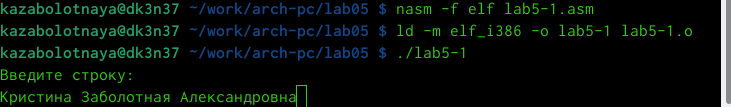 kazabolotnaya@dk3n37 ~/work/arch-pc/lab05 $ nasm -f elf lab5-1.asm
kazabolotnaya@dk3n37 ~/work/arch-pc/lab05 $ ld -m elf_i386 -o lab5-1 lab5-1.o
kazabolotnaya@dk3n37 ~/work/arch-pc/lab05 $ ./lab5-1
Введите строку:
Кристина Заболотная Александровна